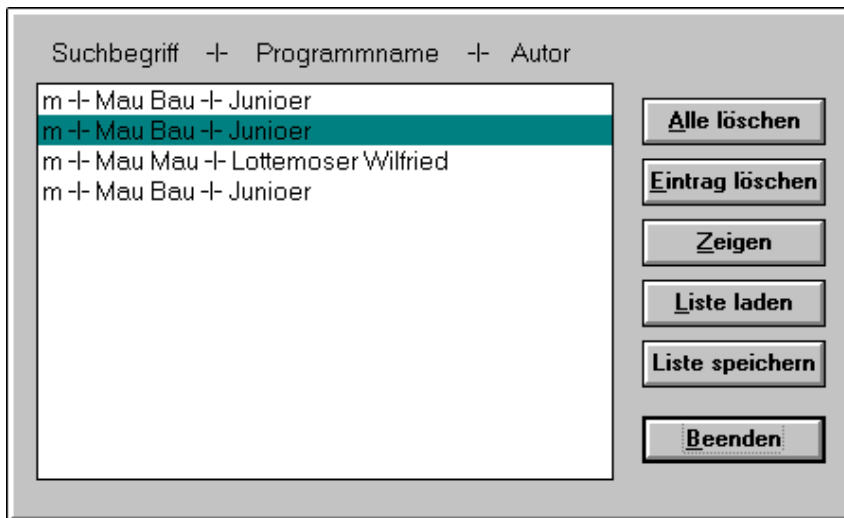 Suchbegriff -|- Programmname -|- Autor
m -|- Mau Bau -|- Junioer
m -|- Mau Bau -|- Junioer
m -|- Mau Mau -|- Lottemoser Wilfried
m -|- Mau Bau -|- Junioer
Alle löschen
Eintrag löschen
Zeigen
Liste laden
Liste speichern
Beenden